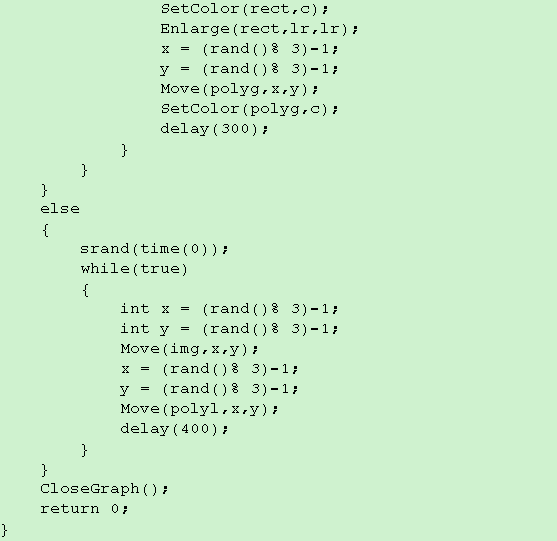 SetColor(rect,c);
                Enlarge(rect,lr,lr);
                x = (rand()% 3)-1;
                y = (rand()% 3)-1;
                Move(polyg,x,y);
                SetColor(polyg,c);
                delay(300);
            }
        }
    }
    else
    {
        srand(time(0));
        while(true)
        {
            int x = (rand()% 3)-1;
            int y = (rand()% 3)-1;
            Move(img,x,y);
            x = (rand()% 3)-1;
            y = (rand()% 3)-1;
            Move(polyl,x,y);
            delay(400);
        }
    }
    CloseGraph();
    return 0;
}